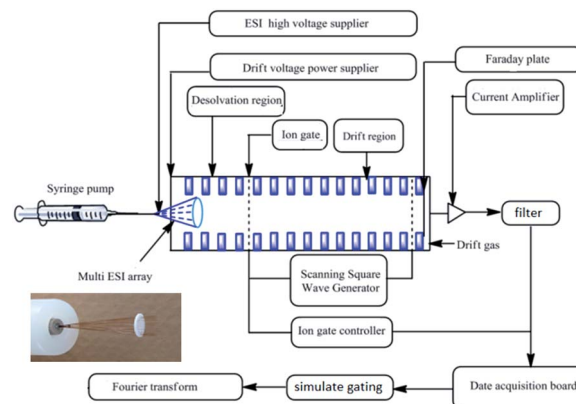 ESI high voltage supplier
Faraday plate
Drift voltage power supplier
Desolvation region
Current Amplifier
Ion gate
Drift region
Syringe pump
filter
Drift gas
Multi ESI array
Scanning Square
Wave Generator
Ion gate controller
Fourier transform
simulate gating
Date acquisition board